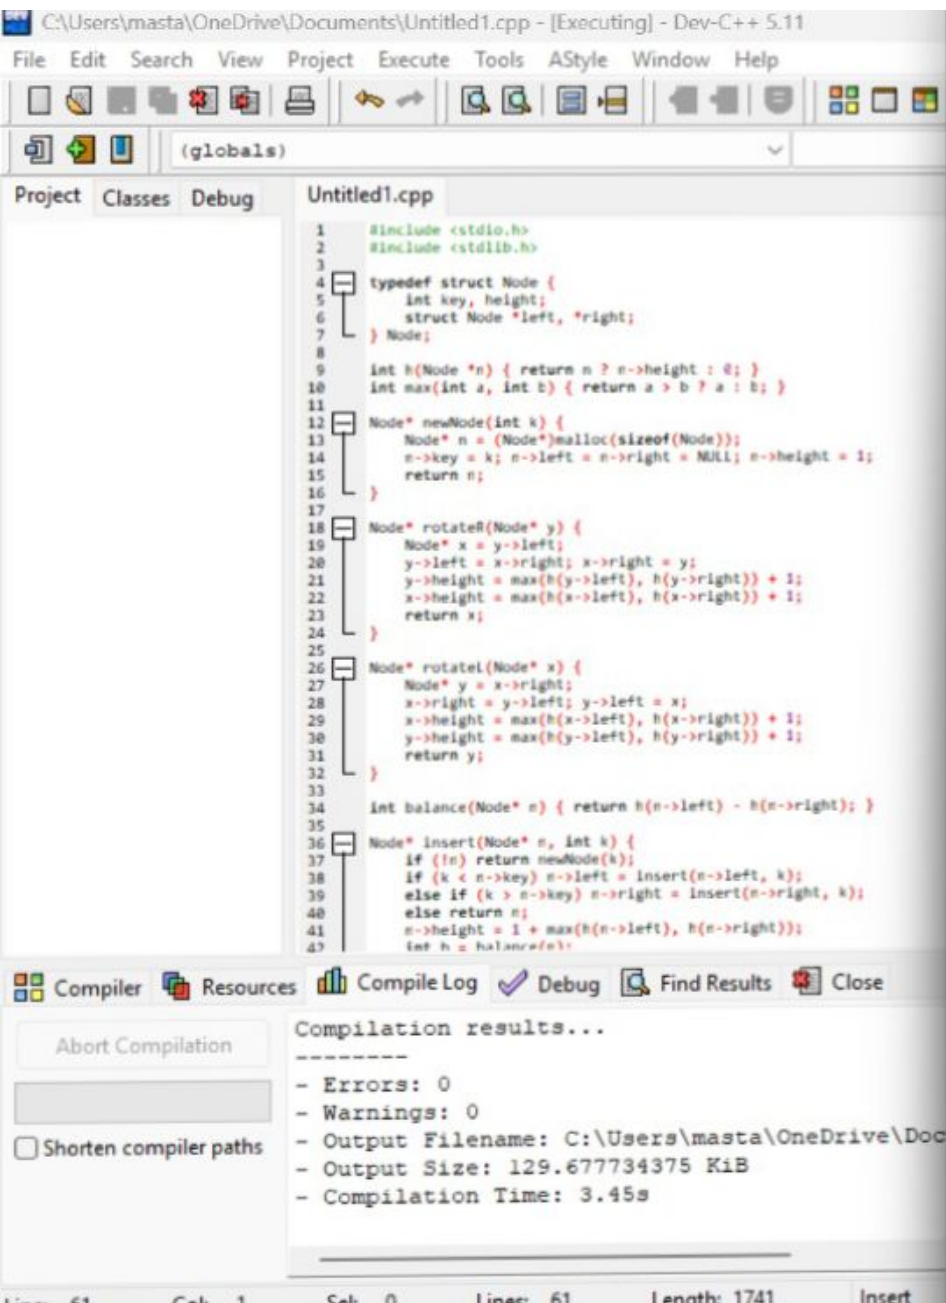 C:\Users\masta\OneDrive\Documents\Untitled1.cpp - [Executing] - Dev-C++ 5.11
File Edit Search View Project Execute Tools AStyle Window Help
(globals)
Project Classes Debug
Untitled1.cpp
1 #include <stdio.h>
2 #include <stdlib.h>
3
4 typedef struct Node {
5 int key, height;
6 struct Node *left, *right;
7 } Node;
8
9 int h(Node *n) { return n ? n->height : 0; }
10 int max(int a, int b) { return a > b ? a : b; }
11
12 Node* newNode(int k) {
13 Node* n = (Node*)malloc(sizeof(Node));
14 n->key = k; n->left = n->right = NULL; n->height = 1;
15 return n;
16 }
17
18 Node* rotateR(Node* y) {
19 Node* x = y->left;
20 y->left = x->right; x->right = y;
21 y->height = max(h(y->left), h(y->right)) + 1;
22 x->height = max(h(x->left), h(x->right)) + 1;
23 return x;
24 }
25
26 Node* rotateL(Node* x) {
27 Node* y = x->right;
28 x->right = y->left; y->left = x;
29 x->height = max(h(x->left), h(x->right)) + 1;
30 y->height = max(h(y->left), h(y->right)) + 1;
31 return y;
32 }
33
34 int balance(Node* n) { return h(n->left) - h(n->right); }
35
36 Node* insert(Node* n, int k) {
37 if (!n) return newNode(k);
38 if (k < n->key) n->left = insert(n->left, k);
39 else if (k > n->key) n->right = insert(n->right, k);
40 else return n;
41 n->height = 1 + max(h(n->left), h(n->right));
42 int b = balance(n);
Compiler Resources Compile Log Debug Find Results Close
Abort Compilation
Shorten compiler paths
Compilation results...
--------
- Errors: 0
- Warnings: 0
- Output Filename: C:\Users\masta\OneDrive\Doc
- Output Size: 129.677734375 KiB
- Compilation Time: 3.45s
Line: 61 Col: 1 Sel: 0 Lines: 61 Length: 1741 Insert